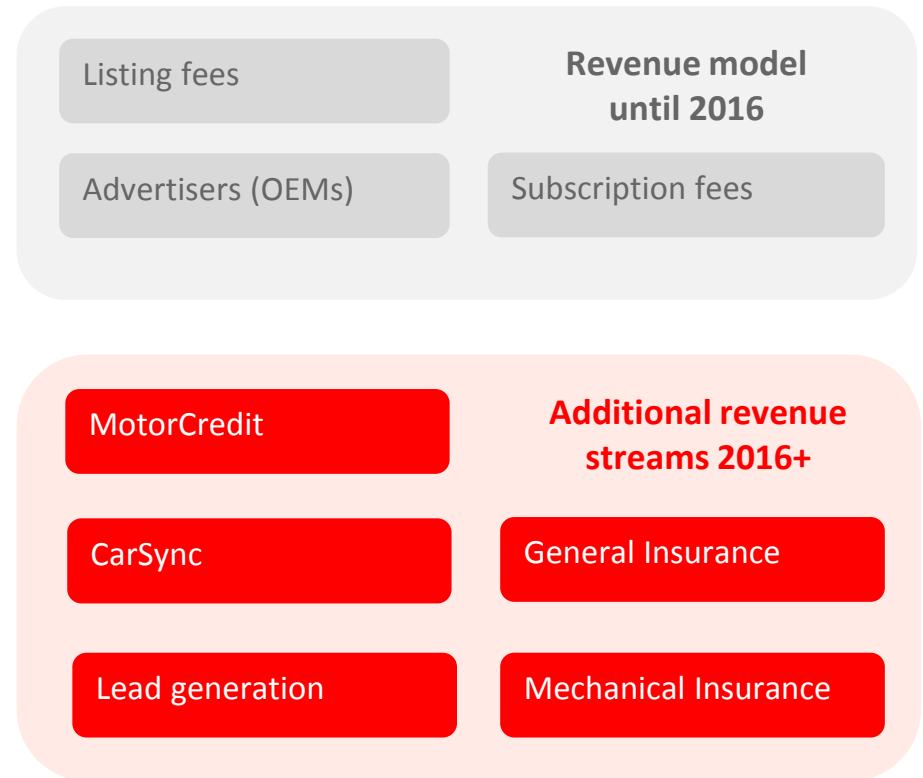 Listing fees
Revenue model
until 2016
Advertisers (OEMs)
Subscription fees
MotorCredit
Additional revenue
streams 2016+
CarSync
General Insurance
Lead generation
Mechanical Insurance